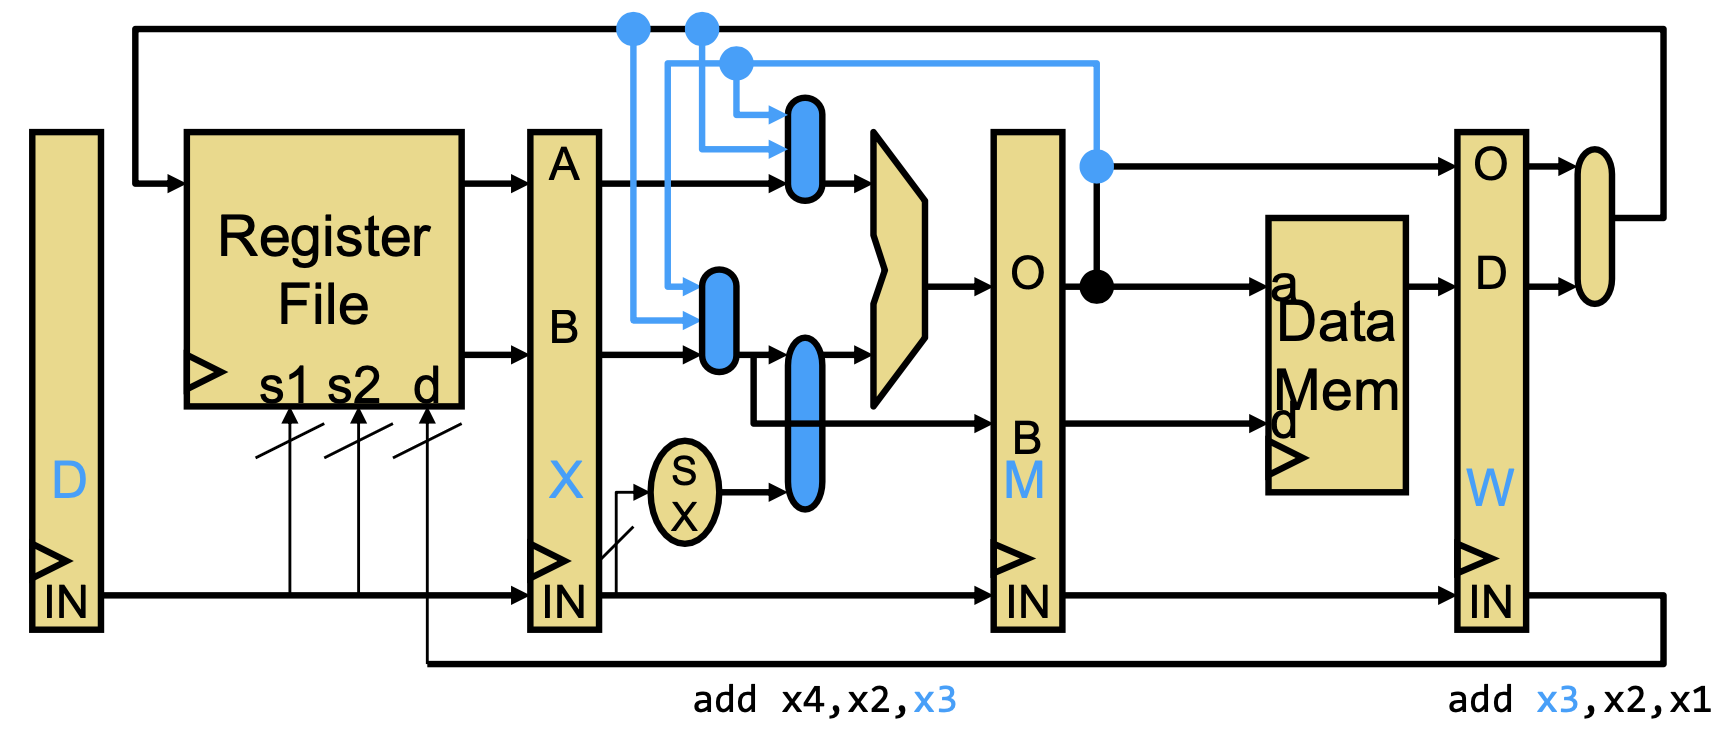 Register
File
s1 s2 d
D
IN
A
B
X
IN
S
X
O
B
M
IN
a
Data
Mem
d
O
D
W
IN
add x4,x2,x3
add x3,x2,x1